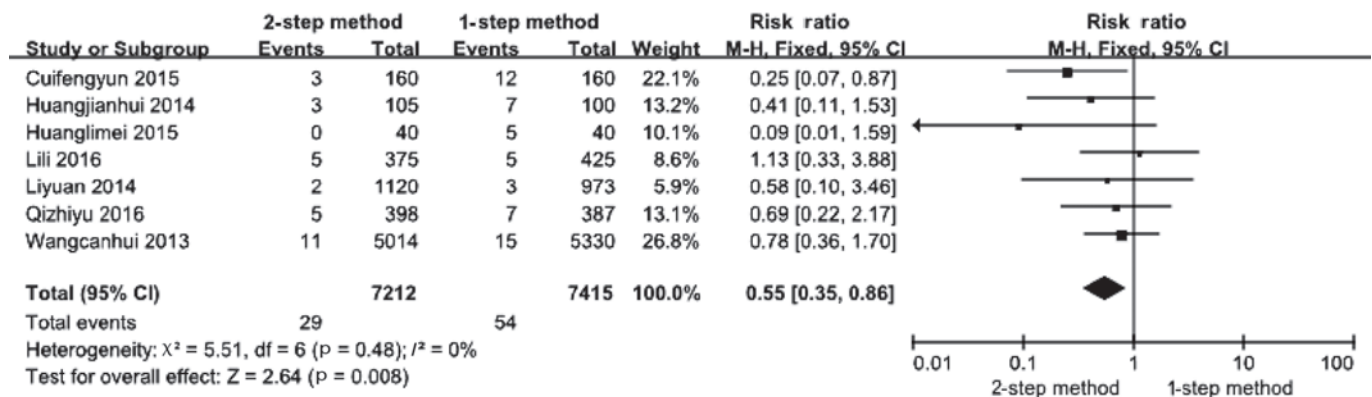 2-step method 1-step method Risk ratio Risk ratio
Study or Subgroup Events Total Events Total Weight M-H, Fixed, 95% CI M-H, Fixed, 95% CI
Cuifengyun 2015 3 160 12 160 22.1% 0.25 [0.07, 0.87]
Huangjianhui 2014 3 105 7 100 13.2% 0.41 [0.11, 1.53]
Huanglimei 2015 0 40 5 40 10.1% 0.09 [0.01, 1.59]
Lili 2016 5 375 5 425 8.6% 1.13 [0.33, 3.88]
Liyuan 2014 2 1120 3 973 5.9% 0.58 [0.10, 3.46]
Qizhiyu 2016 5 398 7 387 13.1% 0.69 [0.22, 2.17]
Wangcanhui 2013 11 5014 15 5330 26.8% 0.78 [0.36, 1.70]
Total (95% CI) 7212 7415 100.0% 0.55 [0.35, 0.86]
Total events 29 54
Heterogeneity: X² = 5.51, df = 6 (p = 0.48); I² = 0%
Test for overall effect: Z = 2.64 (p = 0.008)
0.01 0.1 1 10 100
2-step method 1-step method